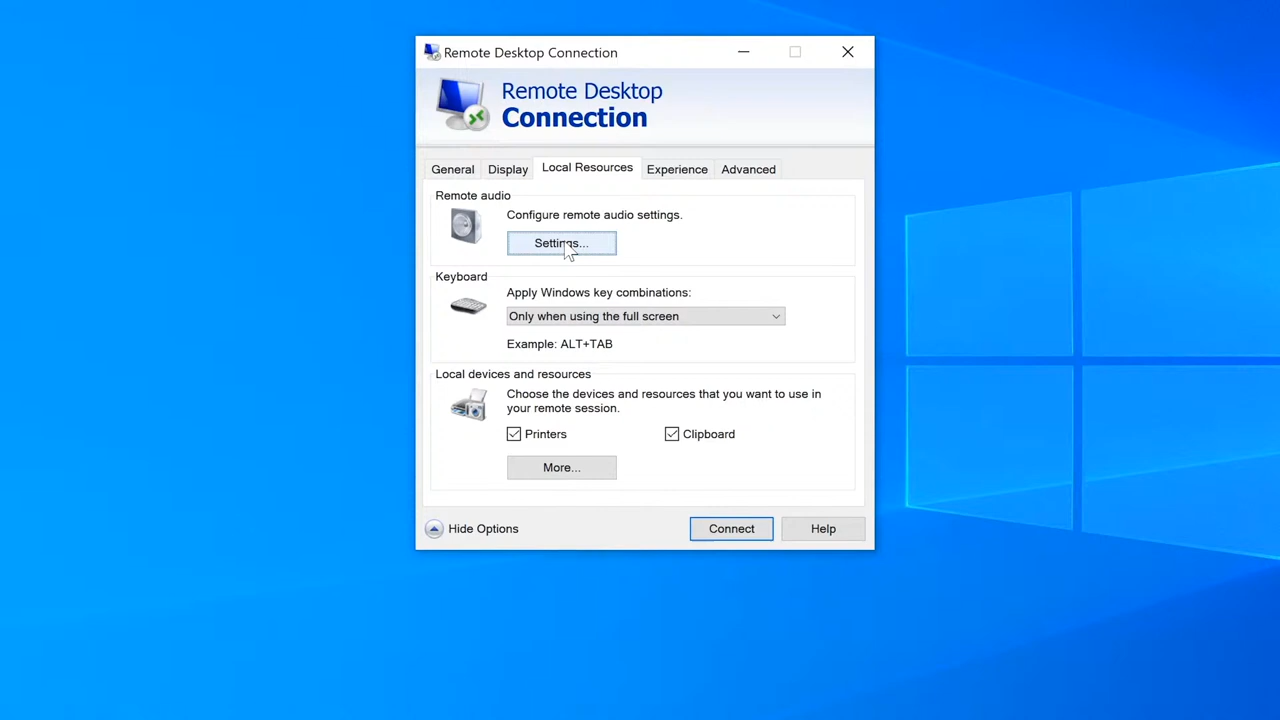 Remote Desktop Connection
Remote Desktop
Connection
General Display Local Resources Experience Advanced
Remote audio
Configure remote audio settings.
Settings...
Keyboard
Apply Windows key combinations:
Only when using the full screen
Example: ALT+TAB
Local devices and resources
Choose the devices and resources that you want to use in
your remote session.
Printers Clipboard
More...
Hide Options Connect Help